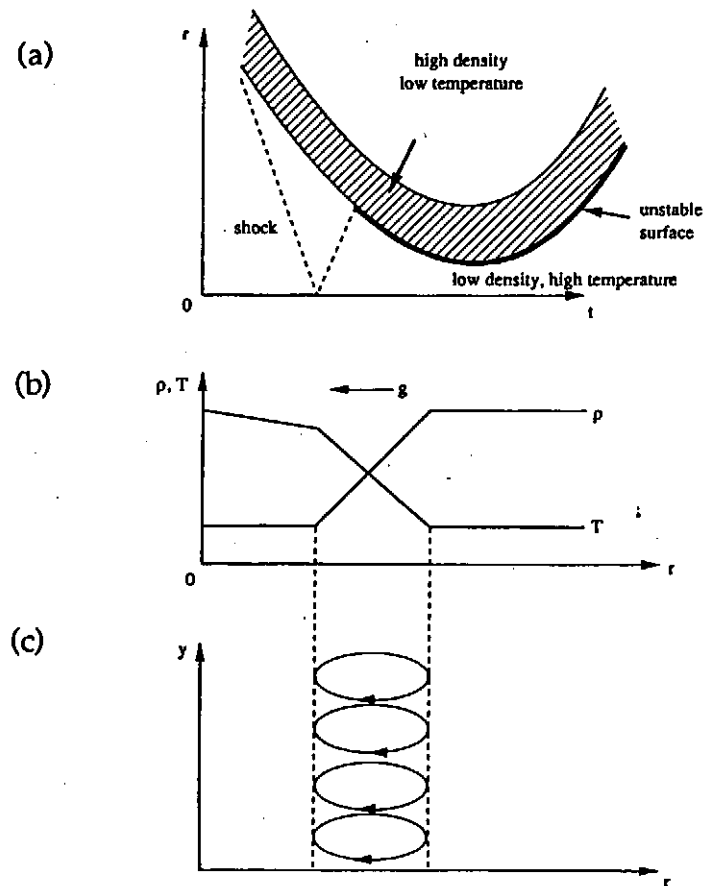 (a)
r
high density
low temperature
shock
unstable
surface
low density, high temperature
0
t
(b)
ρ, T
g
ρ
T
0
r
(c)
y
r